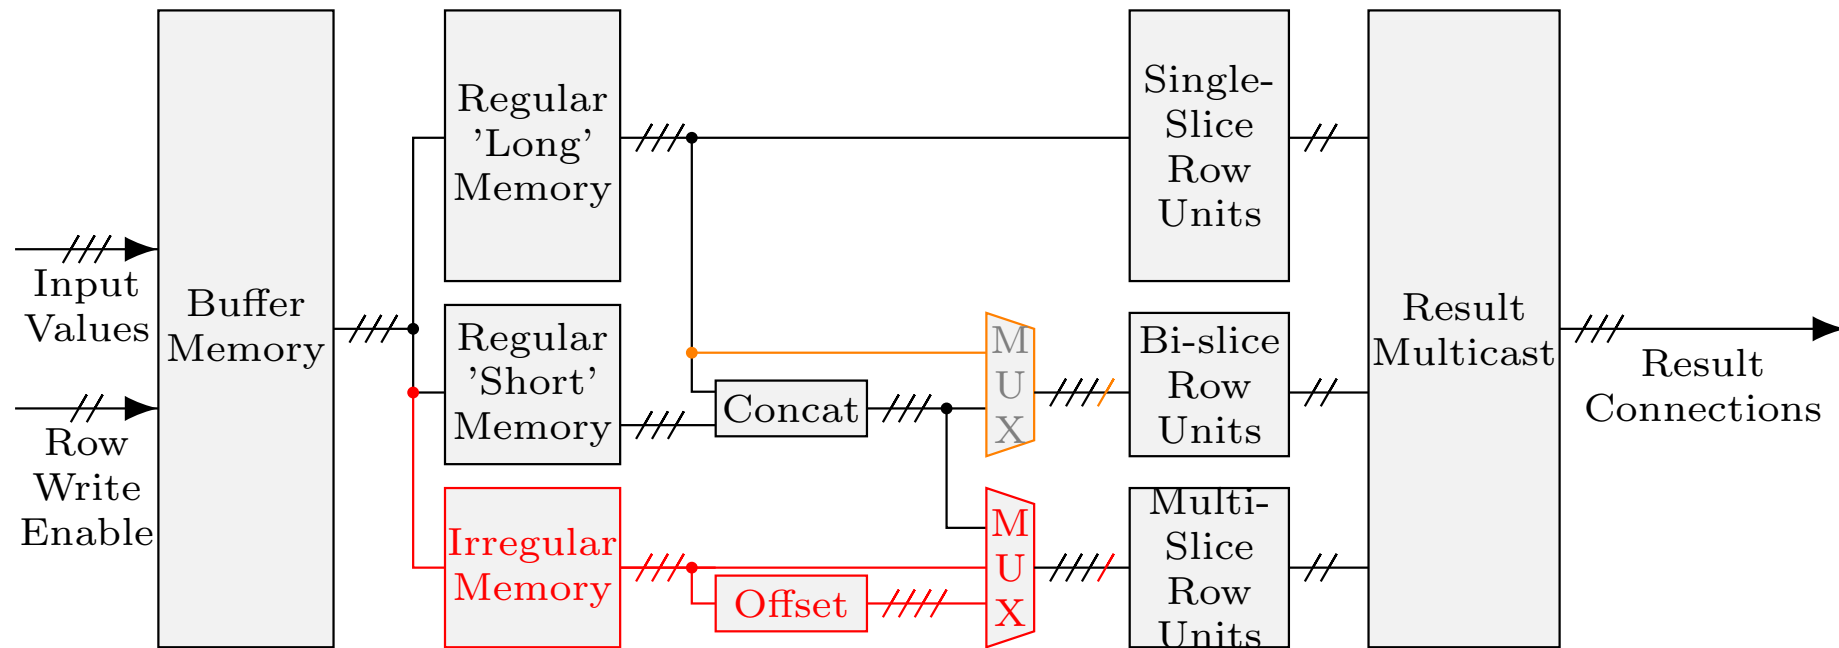 Input
Values
Row
Write
Enable
Buffer
Memory
Regular
'Long'
Memory
Regular
'Short'
Memory
Irregular
Memory
Concat
Offset
M
U
X
M
U
X
Single-
Slice
Row
Units
Bi-slice
Row
Units
Multi-
Slice
Row
Units
Result
Multicast
Result
Connections